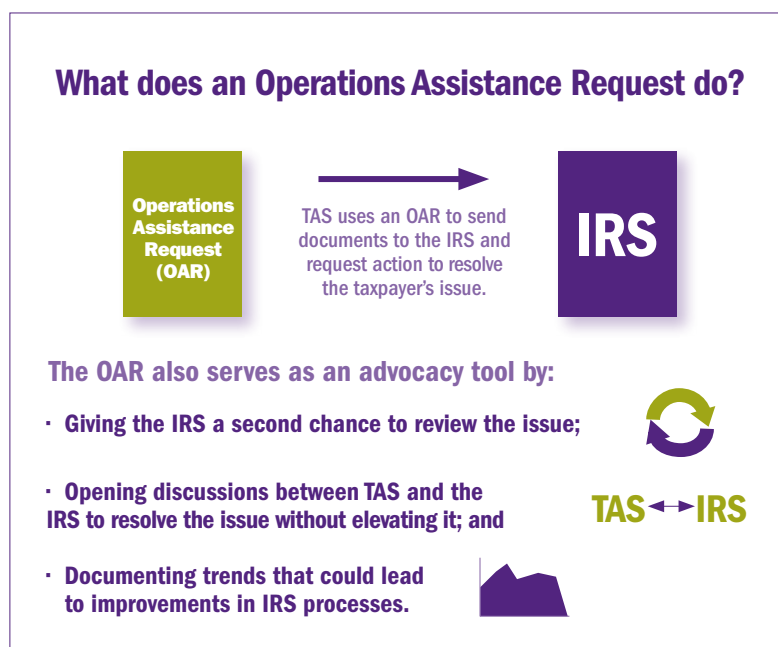 What does an Operations Assistance Request do?
Operations
Assistance
Request
(OAR)
TAS uses an OAR to send
documents to the IRS and
request action to resolve
the taxpayer's issue.
IRS
The OAR also serves as an advocacy tool by:
· Giving the IRS a second chance to review the issue;
· Opening discussions between TAS and the
IRS to resolve the issue without elevating it; and
TAS IRS
· Documenting trends that could lead
to improvements in IRS processes.